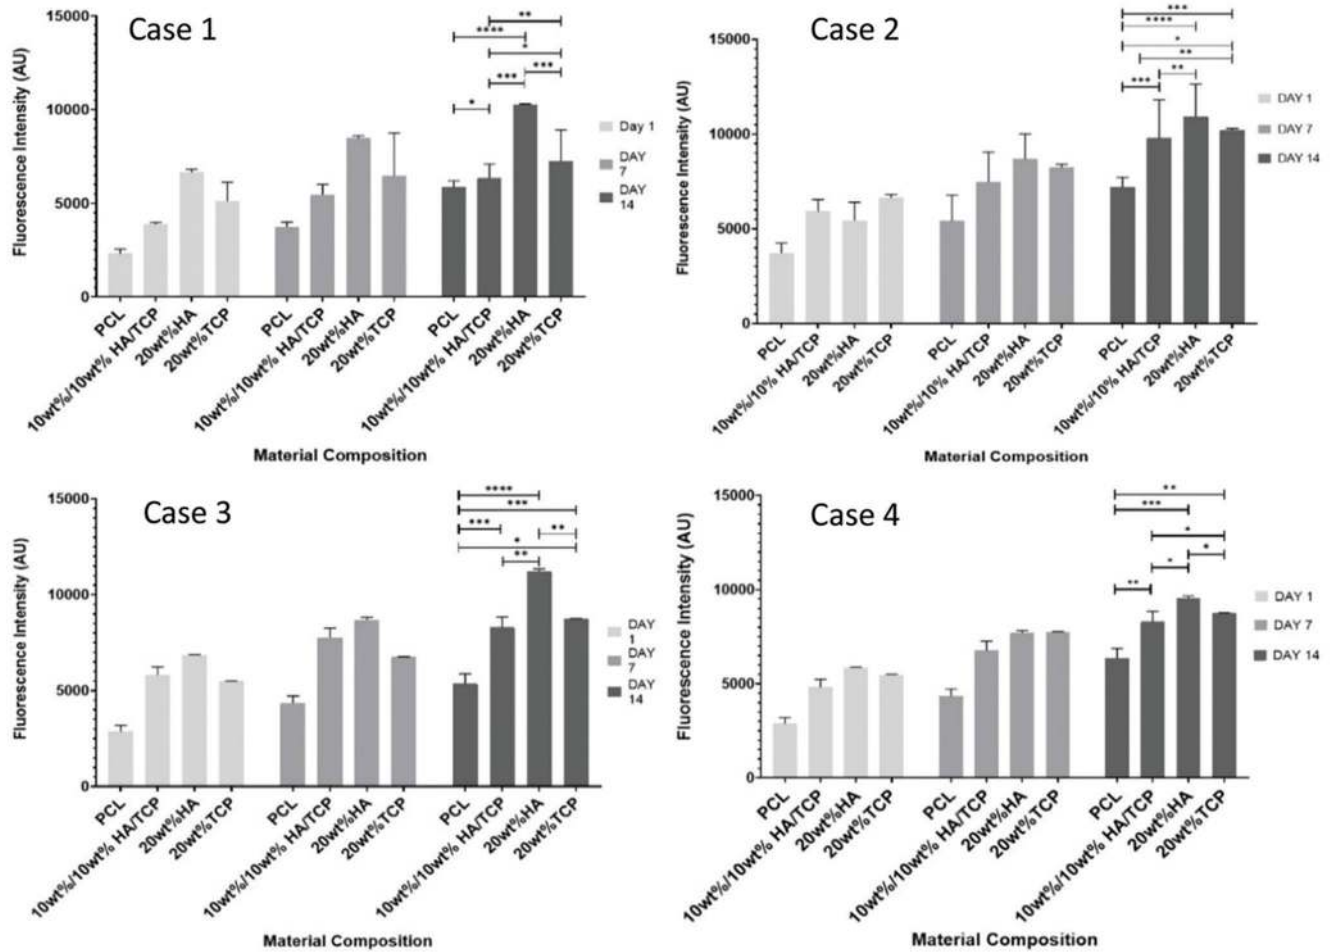 Case 1
Fluorescence Intensity (AU)
15000
10000
5000
0
**
****
*
***
***
*
Day 1
DAY
7
DAY
14
PCL
10wt%/10wt% HA/TCP
20wt%HA
20wt%TCP
PCL
10wt%/10wt% HA/TCP
20wt%HA
20wt%TCP
PCL
10wt%/10wt% HA/TCP
20wt%HA
20wt%TCP
Material Composition
Case 2
Fluorescence Intensity (AU)
15000
10000
5000
0
***
****
*
**
**
***
DAY 1
DAY 7
DAY 14
PCL
10wt%/10% HA/TCP
20wt%HA
20wt%TCP
PCL
10wt%/10% HA/TCP
20wt%HA
20wt%TCP
PCL
10wt%/10% HA/TCP
20wt%HA
20wt%TCP
Material Composition
Case 3
Fluorescence Intensity (AU)
15000
10000
5000
0
****
***
***
**
*
**
DAY
1
DAY
7
DAY
14
PCL
10wt%/10wt% HA/TCP
20wt%HA
20wt%TCP
PCL
10wt%/10wt% HA/TCP
20wt%HA
20wt%TCP
PCL
10wt%/10wt% HA/TCP
20wt%HA
20wt%TCP
Material Composition
Case 4
Fluorescence Intensity (AU)
15000
10000
5000
0
**
***
*
*
*
**
DAY 1
DAY 7
DAY 14
PCL
10wt%/10wt% HA/TCP
20wt%HA
20wt%TCP
PCL
10wt%/10wt% HA/TCP
20wt%HA
20wt%TCP
PCL
10wt%/10wt% HA/TCP
20wt%HA
20wt%TCP
Material Composition